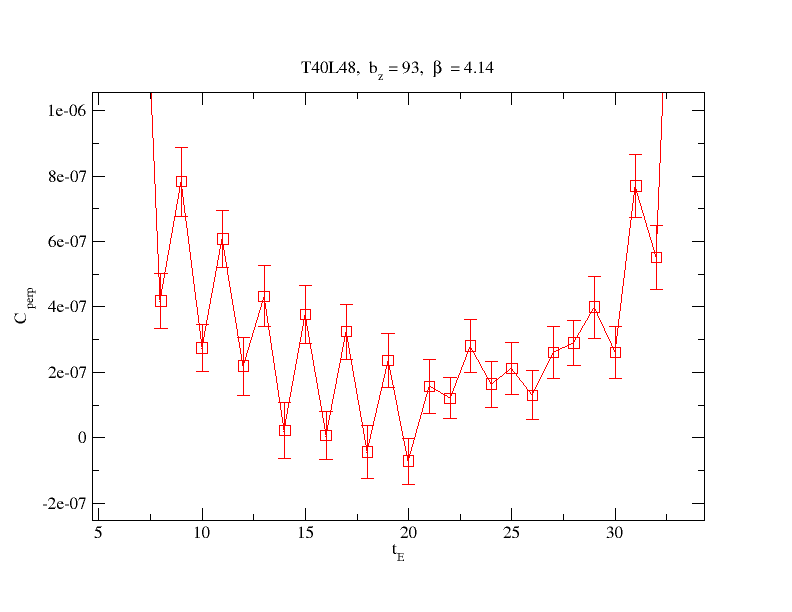 T40L48, b_z = 93, β = 4.14
1e-06
8e-07
6e-07
4e-07
2e-07
0
-2e-07
C_perp
5 10 15 20 25 30
t_E